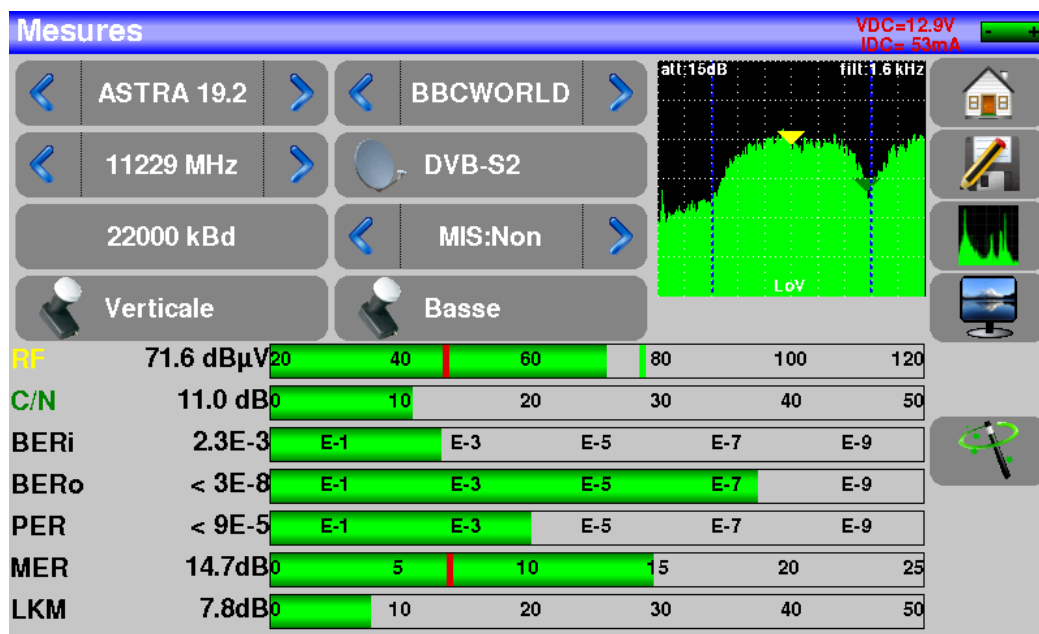 Mesures
VDC=12.9V
IDC= 53mA
- +
ASTRA 19.2
BBCWORLD
att:15dB filt:1.6 kHz
11229 MHz
DVB-S2
22000 kBd
MIS:Non
LoV
Verticale
Basse
RF 71.6 dBµV 20 40 60 80 100 120
C/N 11.0 dB 0 10 20 30 40 50
BERi 2.3E-3 E-1 E-3 E-5 E-7 E-9
BERo < 3E-8 E-1 E-3 E-5 E-7 E-9
PER < 9E-5 E-1 E-3 E-5 E-7 E-9
MER 14.7dB 0 5 10 15 20 25
LKM 7.8dB 0 10 20 30 40 50